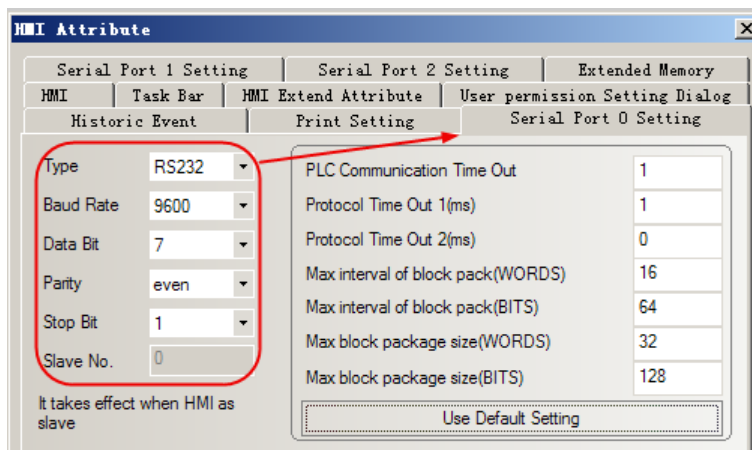 HMI Attribute
Serial Port 1 Setting
Serial Port 2 Setting
Extended Memory
HMI
Task Bar
HMI Extend Attribute
User permission Setting Dialog
Historic Event
Print Setting
Serial Port 0 Setting
Type RS232
Baud Rate 9600
Data Bit 7
Parity even
Stop Bit 1
Slave No. 0
It takes effect when HMI as
slave
PLC Communication Time Out 1
Protocol Time Out 1(ms) 1
Protocol Time Out 2(ms) 0
Max interval of block pack(WORDS) 16
Max interval of block pack(BITS) 64
Max block package size(WORDS) 32
Max block package size(BITS) 128
Use Default Setting